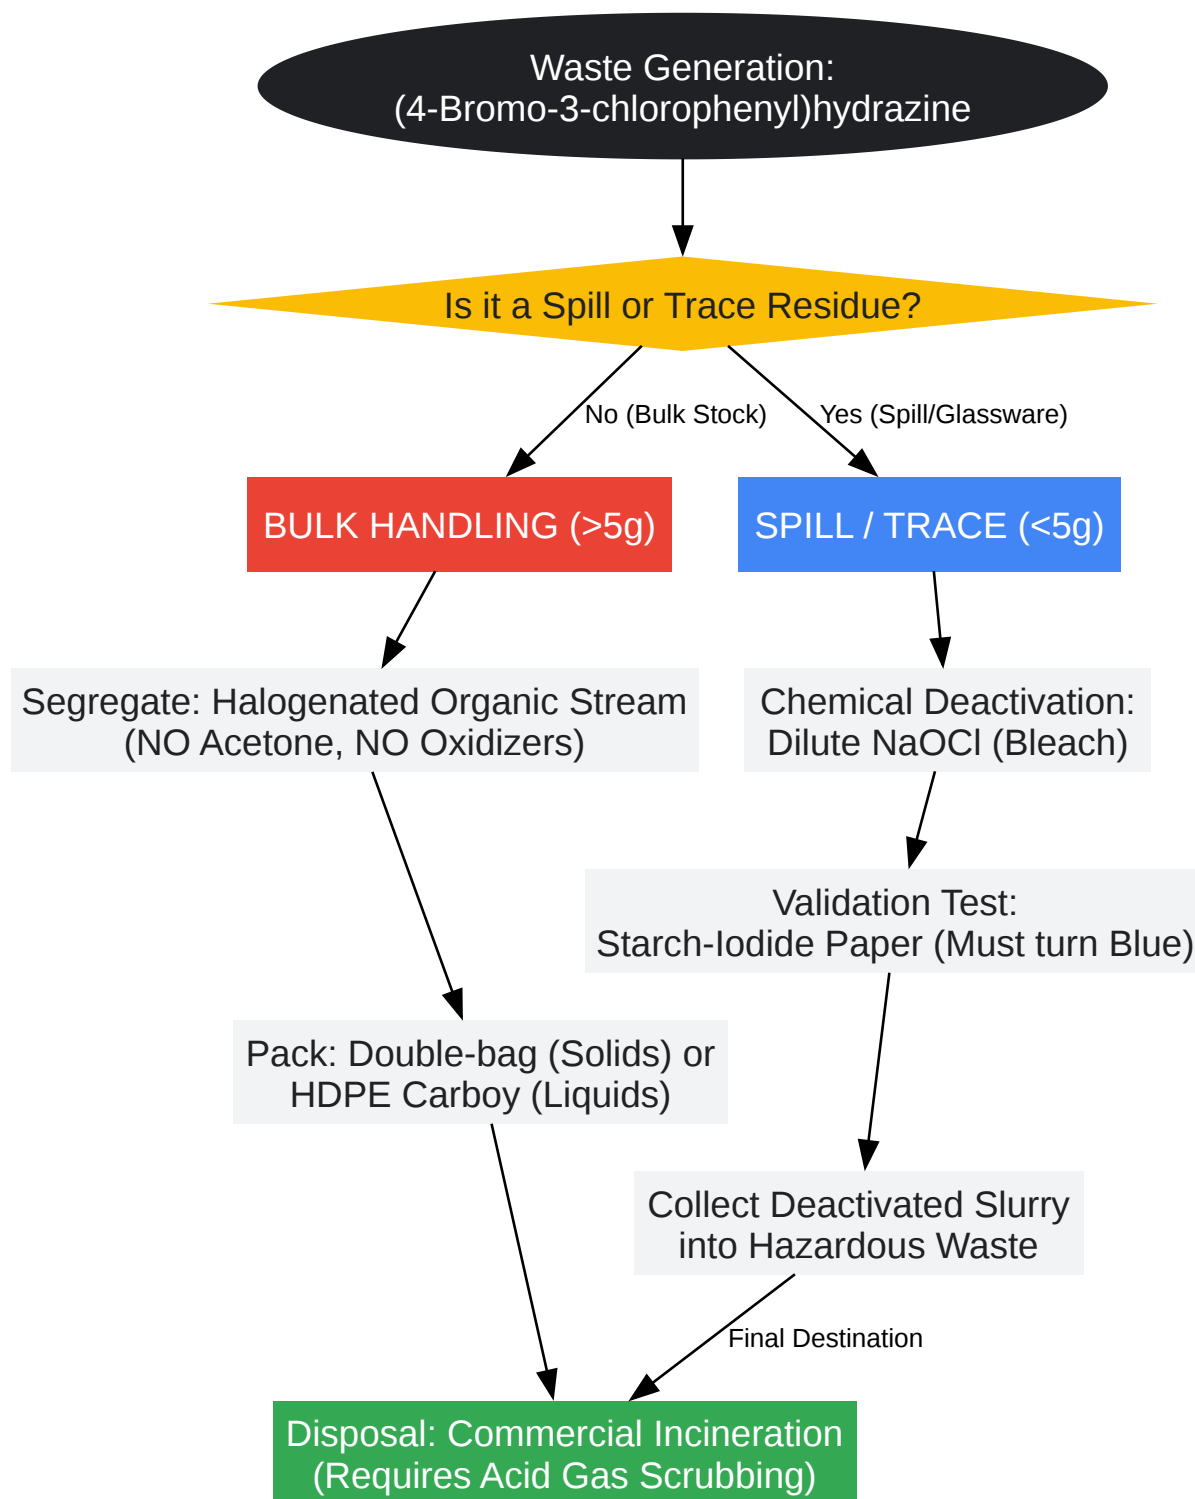 Waste Generation:
(4-Bromo-3-chlorophenyl)hydrazine
Is it a Spill or Trace Residue?
No (Bulk Stock)
Yes (Spill/Glassware)
BULK HANDLING (>5g)
SPILL / TRACE (<5g)
Segregate: Halogenated Organic Stream
(NO Acetone, NO Oxidizers)
Chemical Deactivation:
Dilute NaOCl (Bleach)
Validation Test:
Starch-Iodide Paper (Must turn Blue)
Pack: Double-bag (Solids) or
HDPE Carboy (Liquids)
Collect Deactivated Slurry
into Hazardous Waste
Final Destination
Disposal: Commercial Incineration
(Requires Acid Gas Scrubbing)